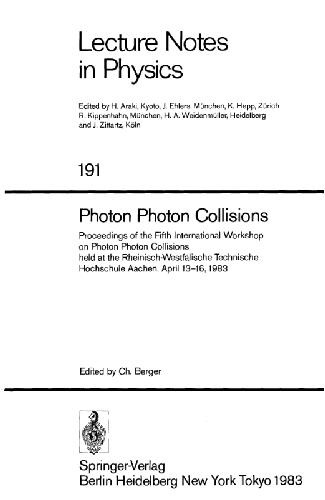 Lecture Notes
in Physics
Edited by H. Araki, Kyoto, J. Ehlers, München, K. Hepp, Zürich
R. Kippenhahn, München, H. A. Weidenmüller, Heidelberg
and J. Zittartz, Köln
191
Photon Photon Collisions
Proceedings of the Fifth International Workshop
on Photon Photon Collisions
held at the Rheinisch-Westfälische Technische
Hochschule Aachen, April 13–16, 1983
Edited by Ch. Berger
Springer-Verlag
Berlin Heidelberg New York Tokyo 1983